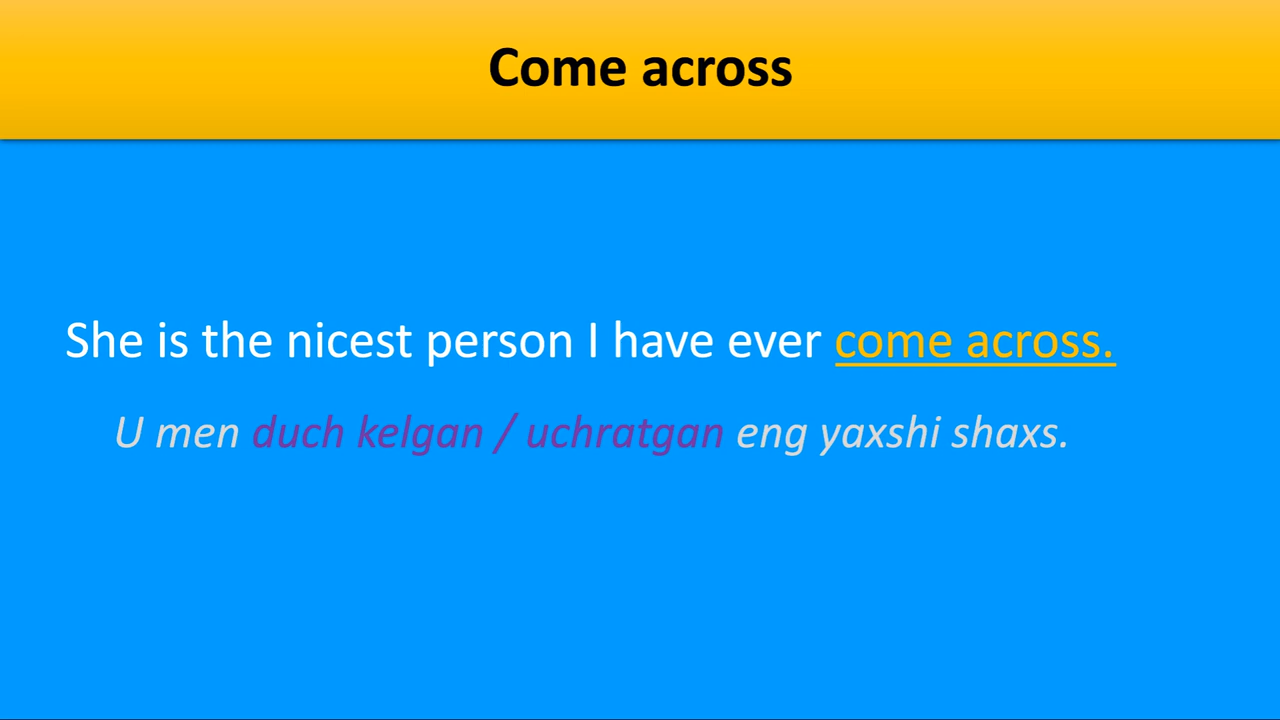 Come across
She is the nicest person I have ever come across.
U men duch kelgan / uchratgan eng yaxshi shaxs.